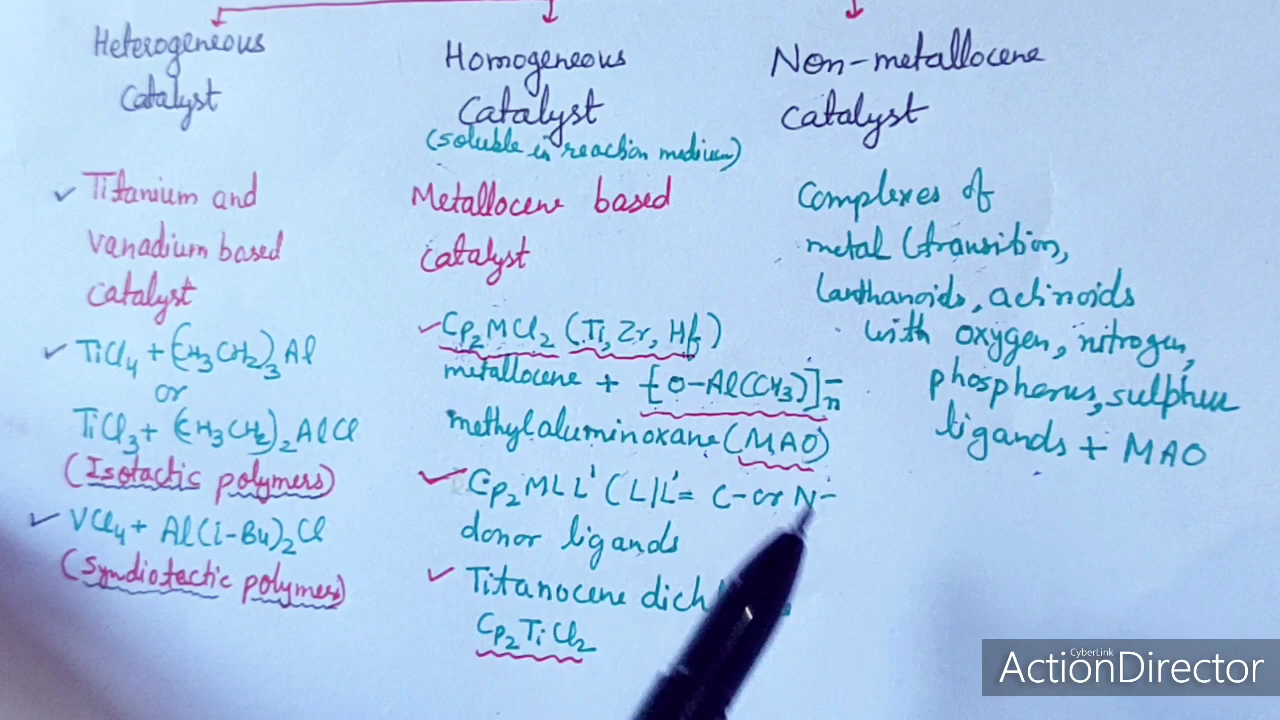 Heterogeneous
Catalyst
✓ Titanium and
vanadium based
catalyst
✓ TiCl4 + (CH3CH2)3Al
or
TiCl3 + (CH3CH2)2AlCl
(Isotactic polymers)
✓ VCl4 + Al(i-Bu)2Cl
(Syndiotactic polymers)
Homogeneous
Catalyst
(soluble in reaction medium)
Metallocene based
catalyst
✓ Cp2MCl2 (Ti, Zr, Hf)
metallocene + [O-Al(CH3)]-n
methylaluminoxane (MAO)
✓ Cp2MLL' (L/L' = C- or N-
donor ligands
✓ Titanocene
Cp2TiCl2
Non-metallocene
catalyst
Complexes of
metal (transition,
lanthanoids, actinoids
with oxygen, nitrogen,
phosphorus, sulphur
ligands + MAO
CyberLink
ActionDirector